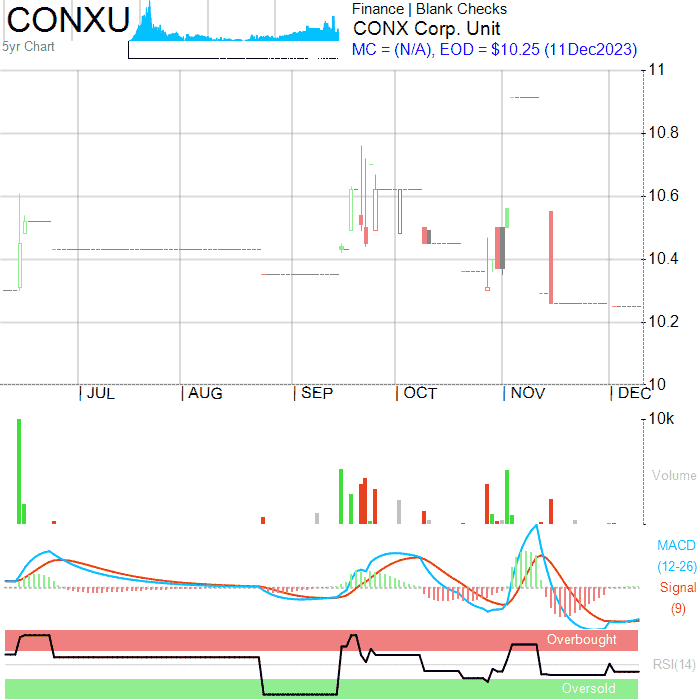 CONXU
5yr Chart
Finance | Blank Checks
CONX Corp. Unit
MC = (N/A), EOD = $10.25 (11Dec2023)
11
10.8
10.6
10.4
10.2
10
| JUL | AUG | SEP | OCT | NOV | DEC
10k
Volume
MACD
(12-26)
Signal
(9)
Overbought
RSI(14)
Oversold